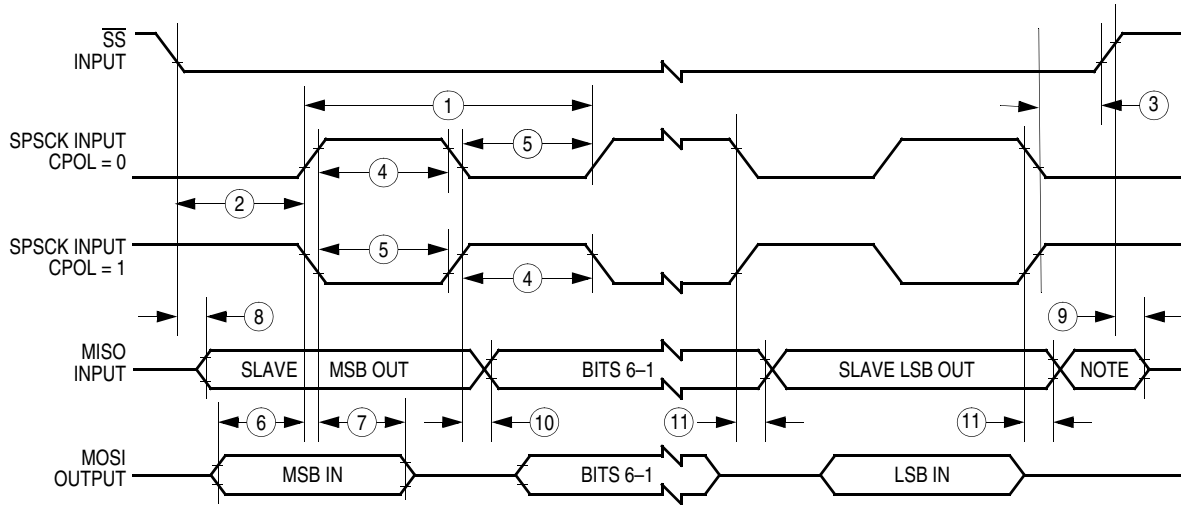 SS
INPUT
1
3
SPSCK INPUT
CPOL = 0
5
4
2
SPSCK INPUT
CPOL = 1
5
4
8
9
MISO
INPUT
SLAVE MSB OUT
BITS 6–1
SLAVE LSB OUT
NOTE
6
7
10
11
11
MOSI
OUTPUT
MSB IN
BITS 6–1
LSB IN